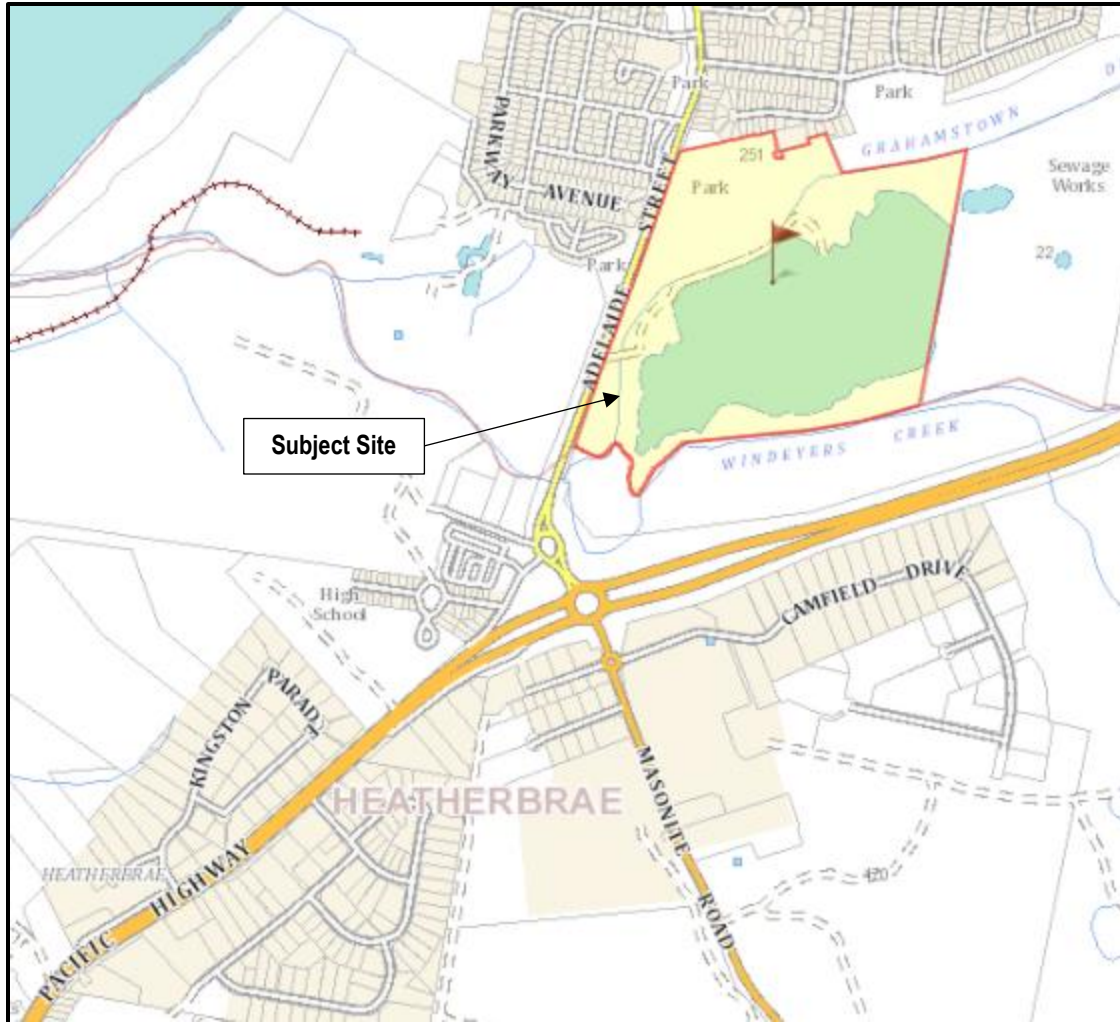 Park
Park
PARKWAY
GRAHAMSTOWN
D
251
Sewage
Works
Park
AVENUE
STREET
22
Park
ADELAIDE
Subject Site
WINDEYERS CREEK
High
School
CAMFIELD DRIVE
KINGSTON
PARADE
MASONITE
ROAD
HEATHERBRAE
HEATHERBRAE
PACIFIC HIGHWAY